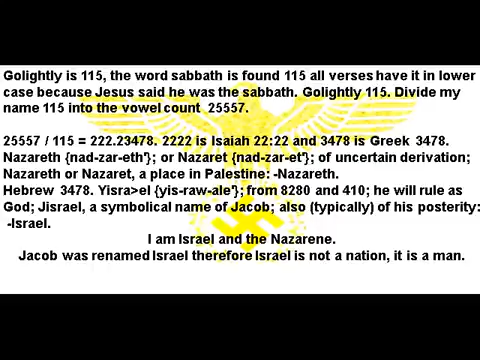 Golightly is 115, the word sabbath is found 115 all verses have it in lower
case because Jesus said he was the sabbath. Golightly 115. Divide my
name 115 into the vowel count 25557.
25557 / 115 = 222.23478. 2222 is Isaiah 22:22 and 3478 is Greek 3478.
Nazareth {nad-zar-eth'}; or Nazaret {nad-zar-et'}; of uncertain derivation;
Nazareth or Nazaret, a place in Palestine: -Nazareth.
Hebrew 3478. Yisra>el {yis-raw-ale'}; from 8280 and 410; he will rule as
God; Jisrael, a symbolical name of Jacob; also (typically) of his posterity:
-Israel.
I am Israel and the Nazarene.
Jacob was renamed Israel therefore Israel is not a nation, it is a man.